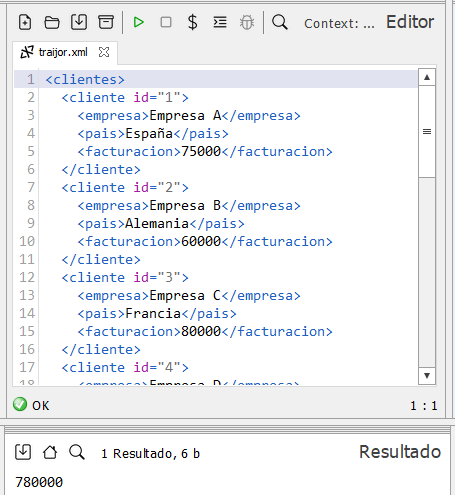 Context: ... Editor
traijor.xml
1 <clientes>
2 <cliente id="1">
3 <empresa>Empresa A</empresa>
4 <pais>España</pais>
5 <facturacion>75000</facturacion>
6 </cliente>
7 <cliente id="2">
8 <empresa>Empresa B</empresa>
9 <pais>Alemania</pais>
10 <facturacion>60000</facturacion>
11 </cliente>
12 <cliente id="3">
13 <empresa>Empresa C</empresa>
14 <pais>Francia</pais>
15 <facturacion>80000</facturacion>
16 </cliente>
17 <cliente id="4">
18 <empresa>Empresa D</empresa>
OK 1 : 1
1 Resultado, 6 b Resultado
780000